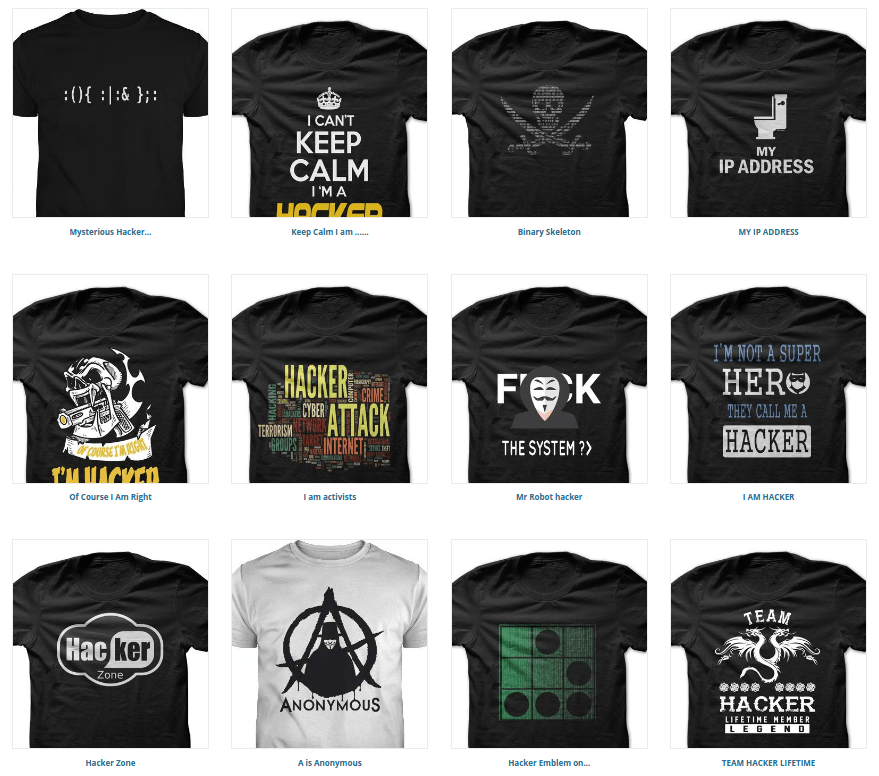 :(){ :|:& };:
Mysterious Hacker...
I CAN'T
KEEP
CALM
I'M A
HACKER
Keep Calm I am ......
Binary Skeleton
MY
IP ADDRESS
MY IP ADDRESS
OF COURSE I'M RIGHT
I'M HACKER
Of Course I Am Right
HACKER
COMPUTER
HACKING
CRIME
CYBER
ATTACK
TERRORISM
NETWORK
GROUPS
INTERNET
I am activists
F CK
THE SYSTEM ?>
Mr Robot hacker
I'M NOT A SUPER
HER
THEY CALL ME A
HACKER
I AM HACKER
Hacker
Zone
Hacker Zone
ANONYMOUS
A is Anonymous
Hacker Emblem on...
TEAM
HACKER
LIFETIME MEMBER
LEGEND
TEAM HACKER LIFETIME